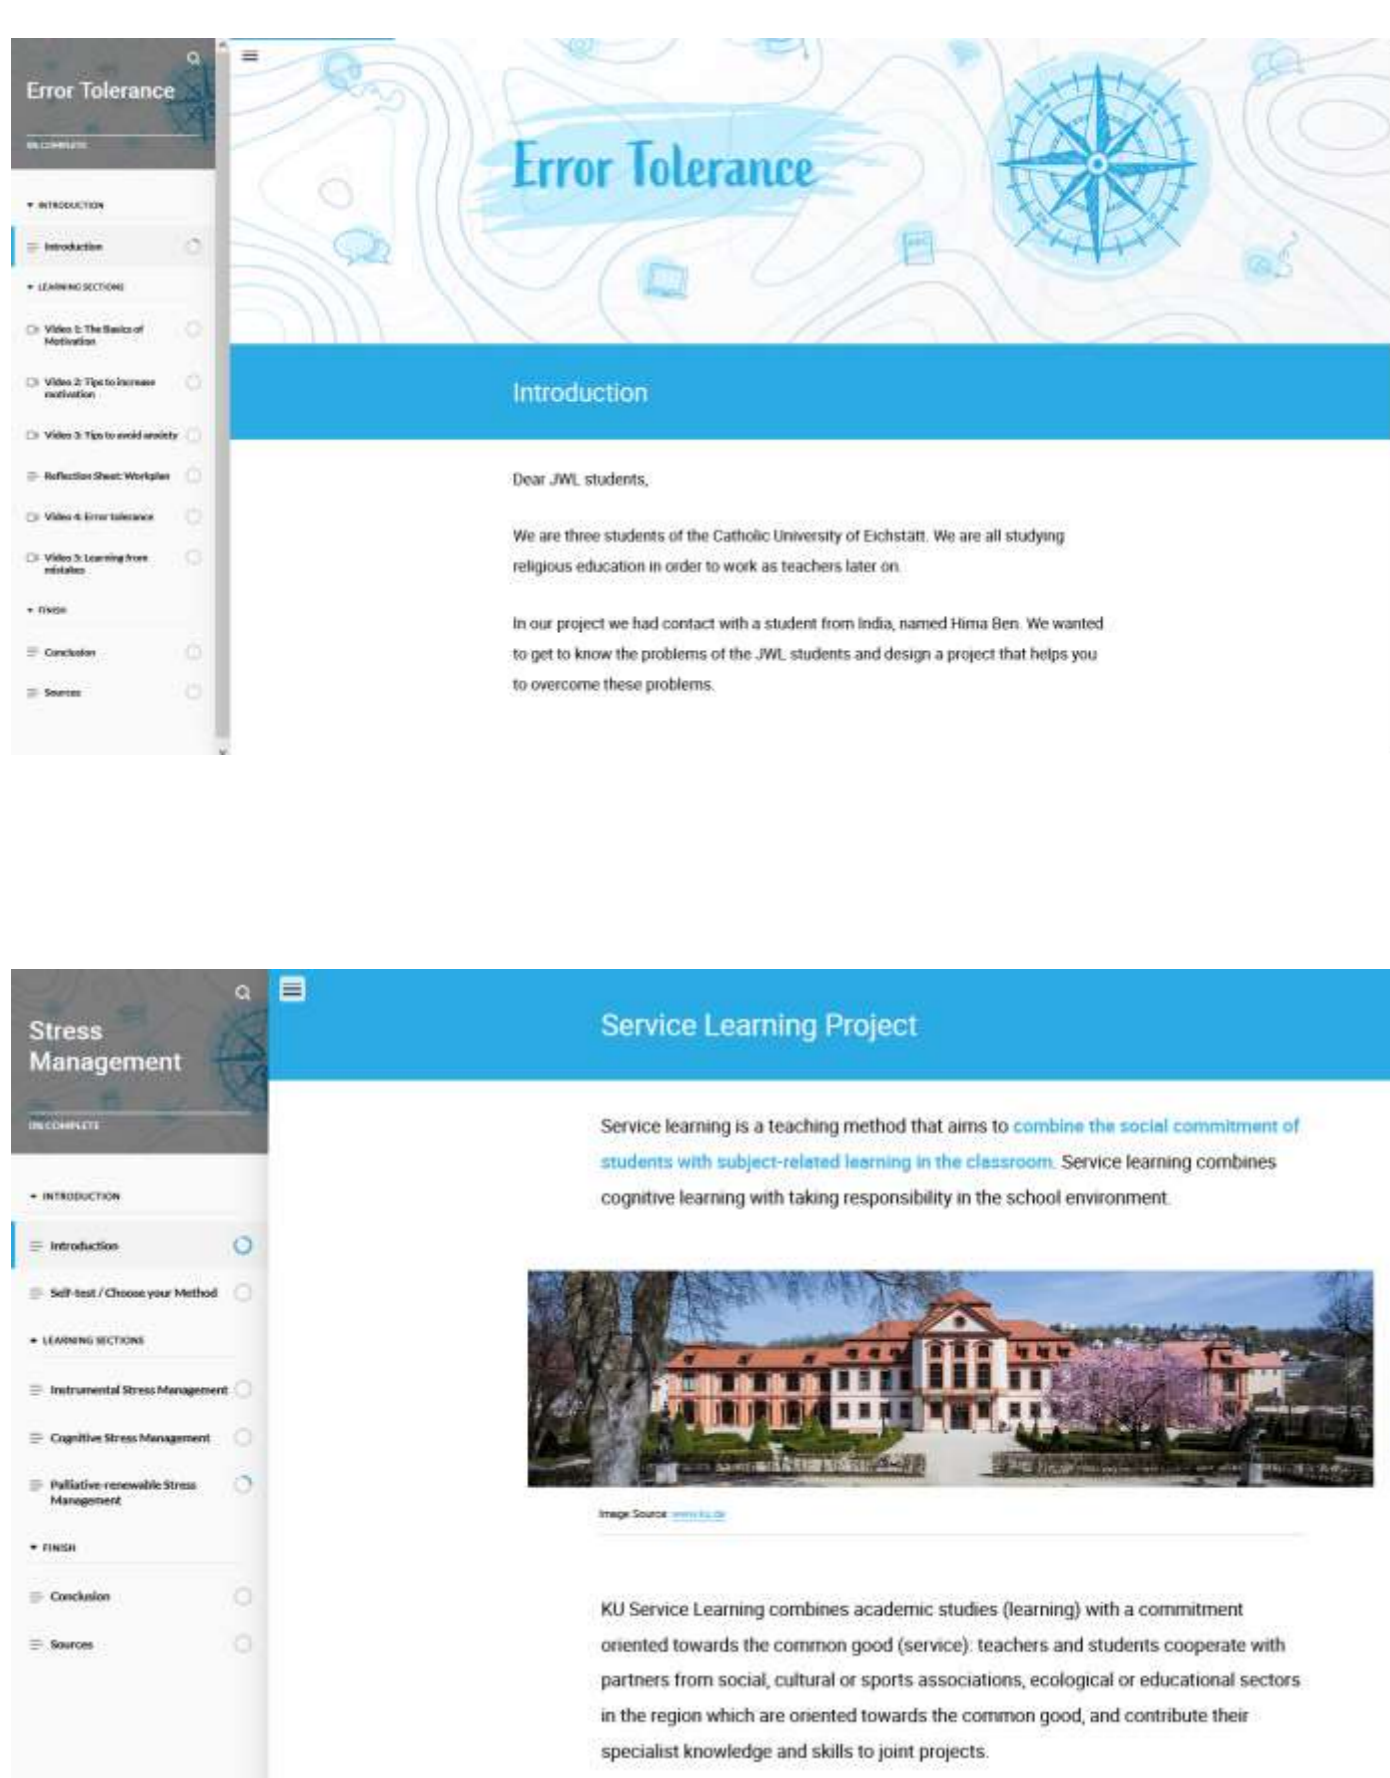 Error Tolerance
0% COMPLETE
INTRODUCTION
Introduction
LEARNING SECTIONS
Video 1: The Basics of
Motivation
Video 2: Tips to increase
motivation
Video 3: Tips to avoid anxiety
Reflection Sheet: Workplan
Video 4: Error tolerance
Video 5: Learning from
mistakes
FINISH
Conclusion
Sources
Error Tolerance
ABC
Introduction
Dear JWL students,
We are three students of the Catholic University of Eichstätt. We are all studying
religious education in order to work as teachers later on.
In our project we had contact with a student from India, named Hima Ben. We wanted
to get to know the problems of the JWL students and design a project that helps you
to overcome these problems.
Stress
Management
0% COMPLETE
INTRODUCTION
Introduction
Self-test / Choose your Method
LEARNING SECTIONS
Instrumental Stress Management
Cognitive Stress Management
Palliative-renewable Stress
Management
FINISH
Conclusion
Sources
Service Learning Project
Service learning is a teaching method that aims to combine the social commitment of
students with subject-related learning in the classroom. Service learning combines
cognitive learning with taking responsibility in the school environment.
Image Source: www.ku.de
KU Service Learning combines academic studies (learning) with a commitment
oriented towards the common good (service): teachers and students cooperate with
partners from social, cultural or sports associations, ecological or educational sectors
in the region which are oriented towards the common good, and contribute their
specialist knowledge and skills to joint projects.